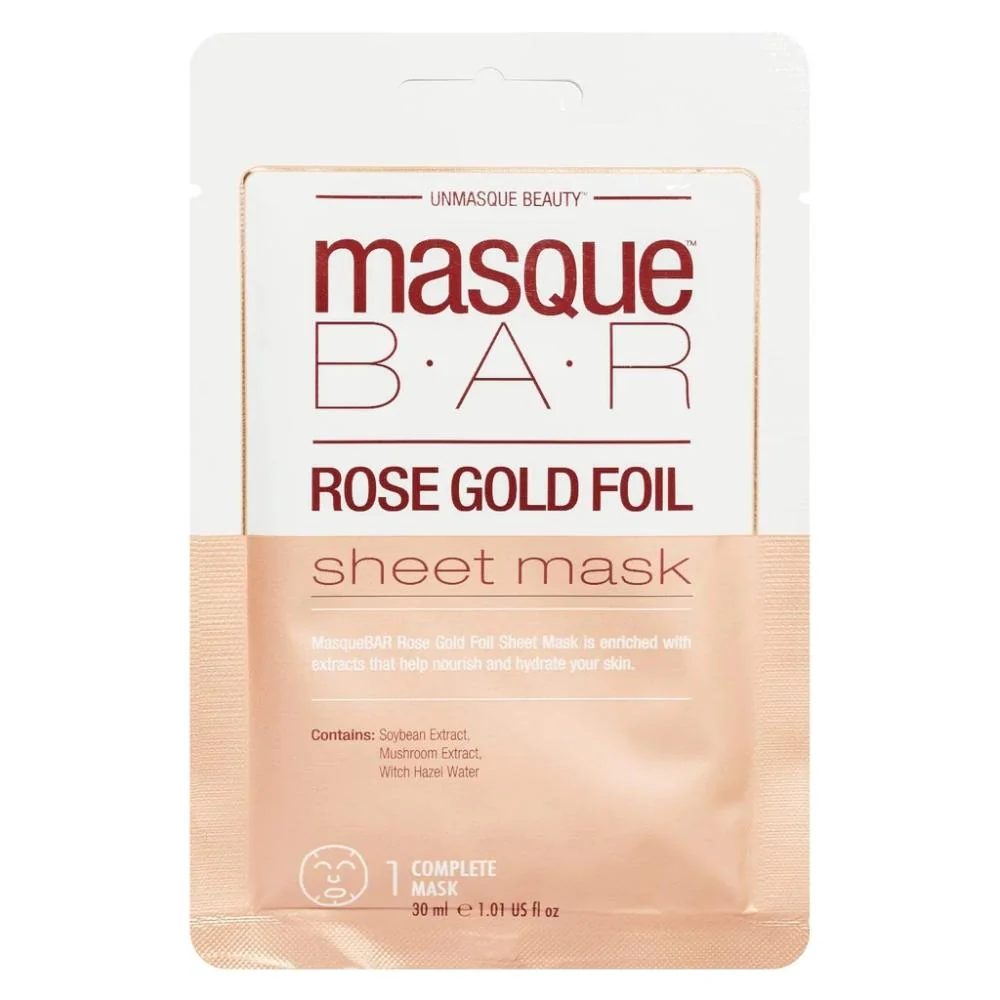 UNMASQUE BEAUTY™
masque™
B·A·R
ROSE GOLD FOIL
sheet mask
MasqueBAR Rose Gold Foil Sheet Mask is enriched with
extracts that help nourish and hydrate your skin.
Contains: Soybean Extract,
Mushroom Extract,
Witch Hazel Water
1 COMPLETE
MASK
30 ml ℮ 1.01 US fl oz